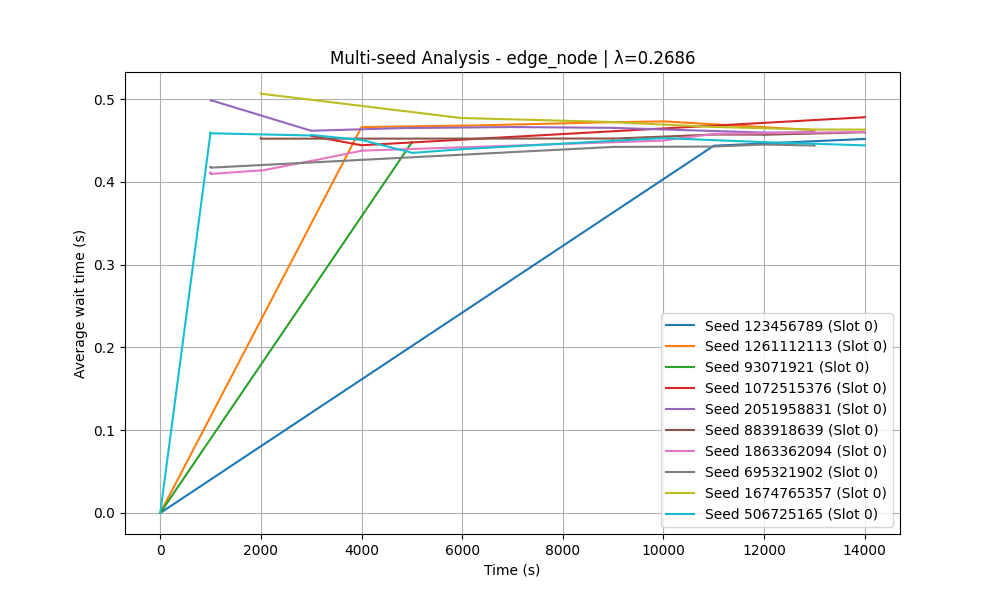 Multi-seed Analysis - edge_node | λ=0.2686
Average wait time (s)
0.5
0.4
0.3
0.2
0.1
0.0
Seed 123456789 (Slot 0)
Seed 1261112113 (Slot 0)
Seed 93071921 (Slot 0)
Seed 1072515376 (Slot 0)
Seed 2051958831 (Slot 0)
Seed 883918639 (Slot 0)
Seed 1863362094 (Slot 0)
Seed 695321902 (Slot 0)
Seed 1674765357 (Slot 0)
Seed 506725165 (Slot 0)
0 2000 4000 6000 8000 10000 12000 14000
Time (s)